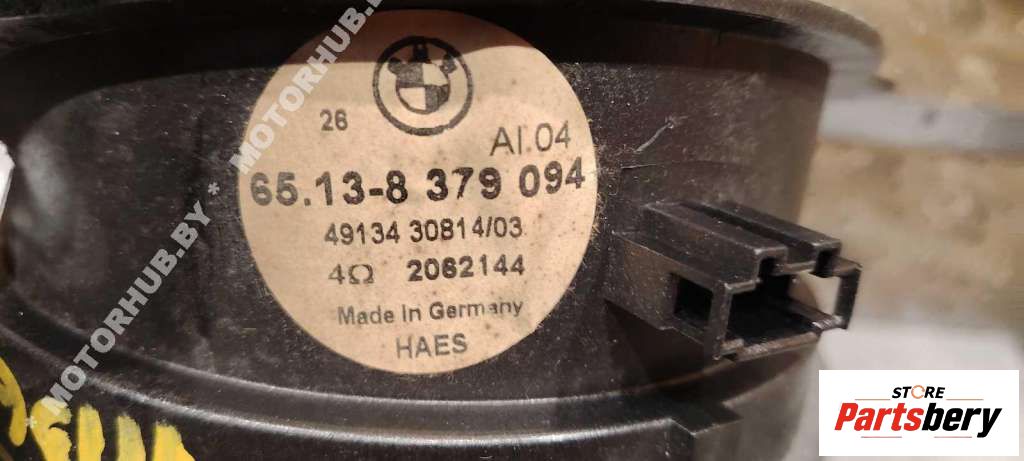 26
AI.04
65.13-8 379 094
49134 30814/03
4Ω 2062144
Made In Germany
HAES
MOTORHUB.BY * MOTORHUB.BY
STORE
Partsbery